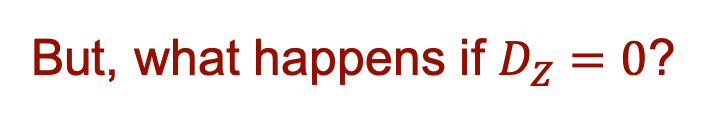 But, what happens if $D_Z = 0$?